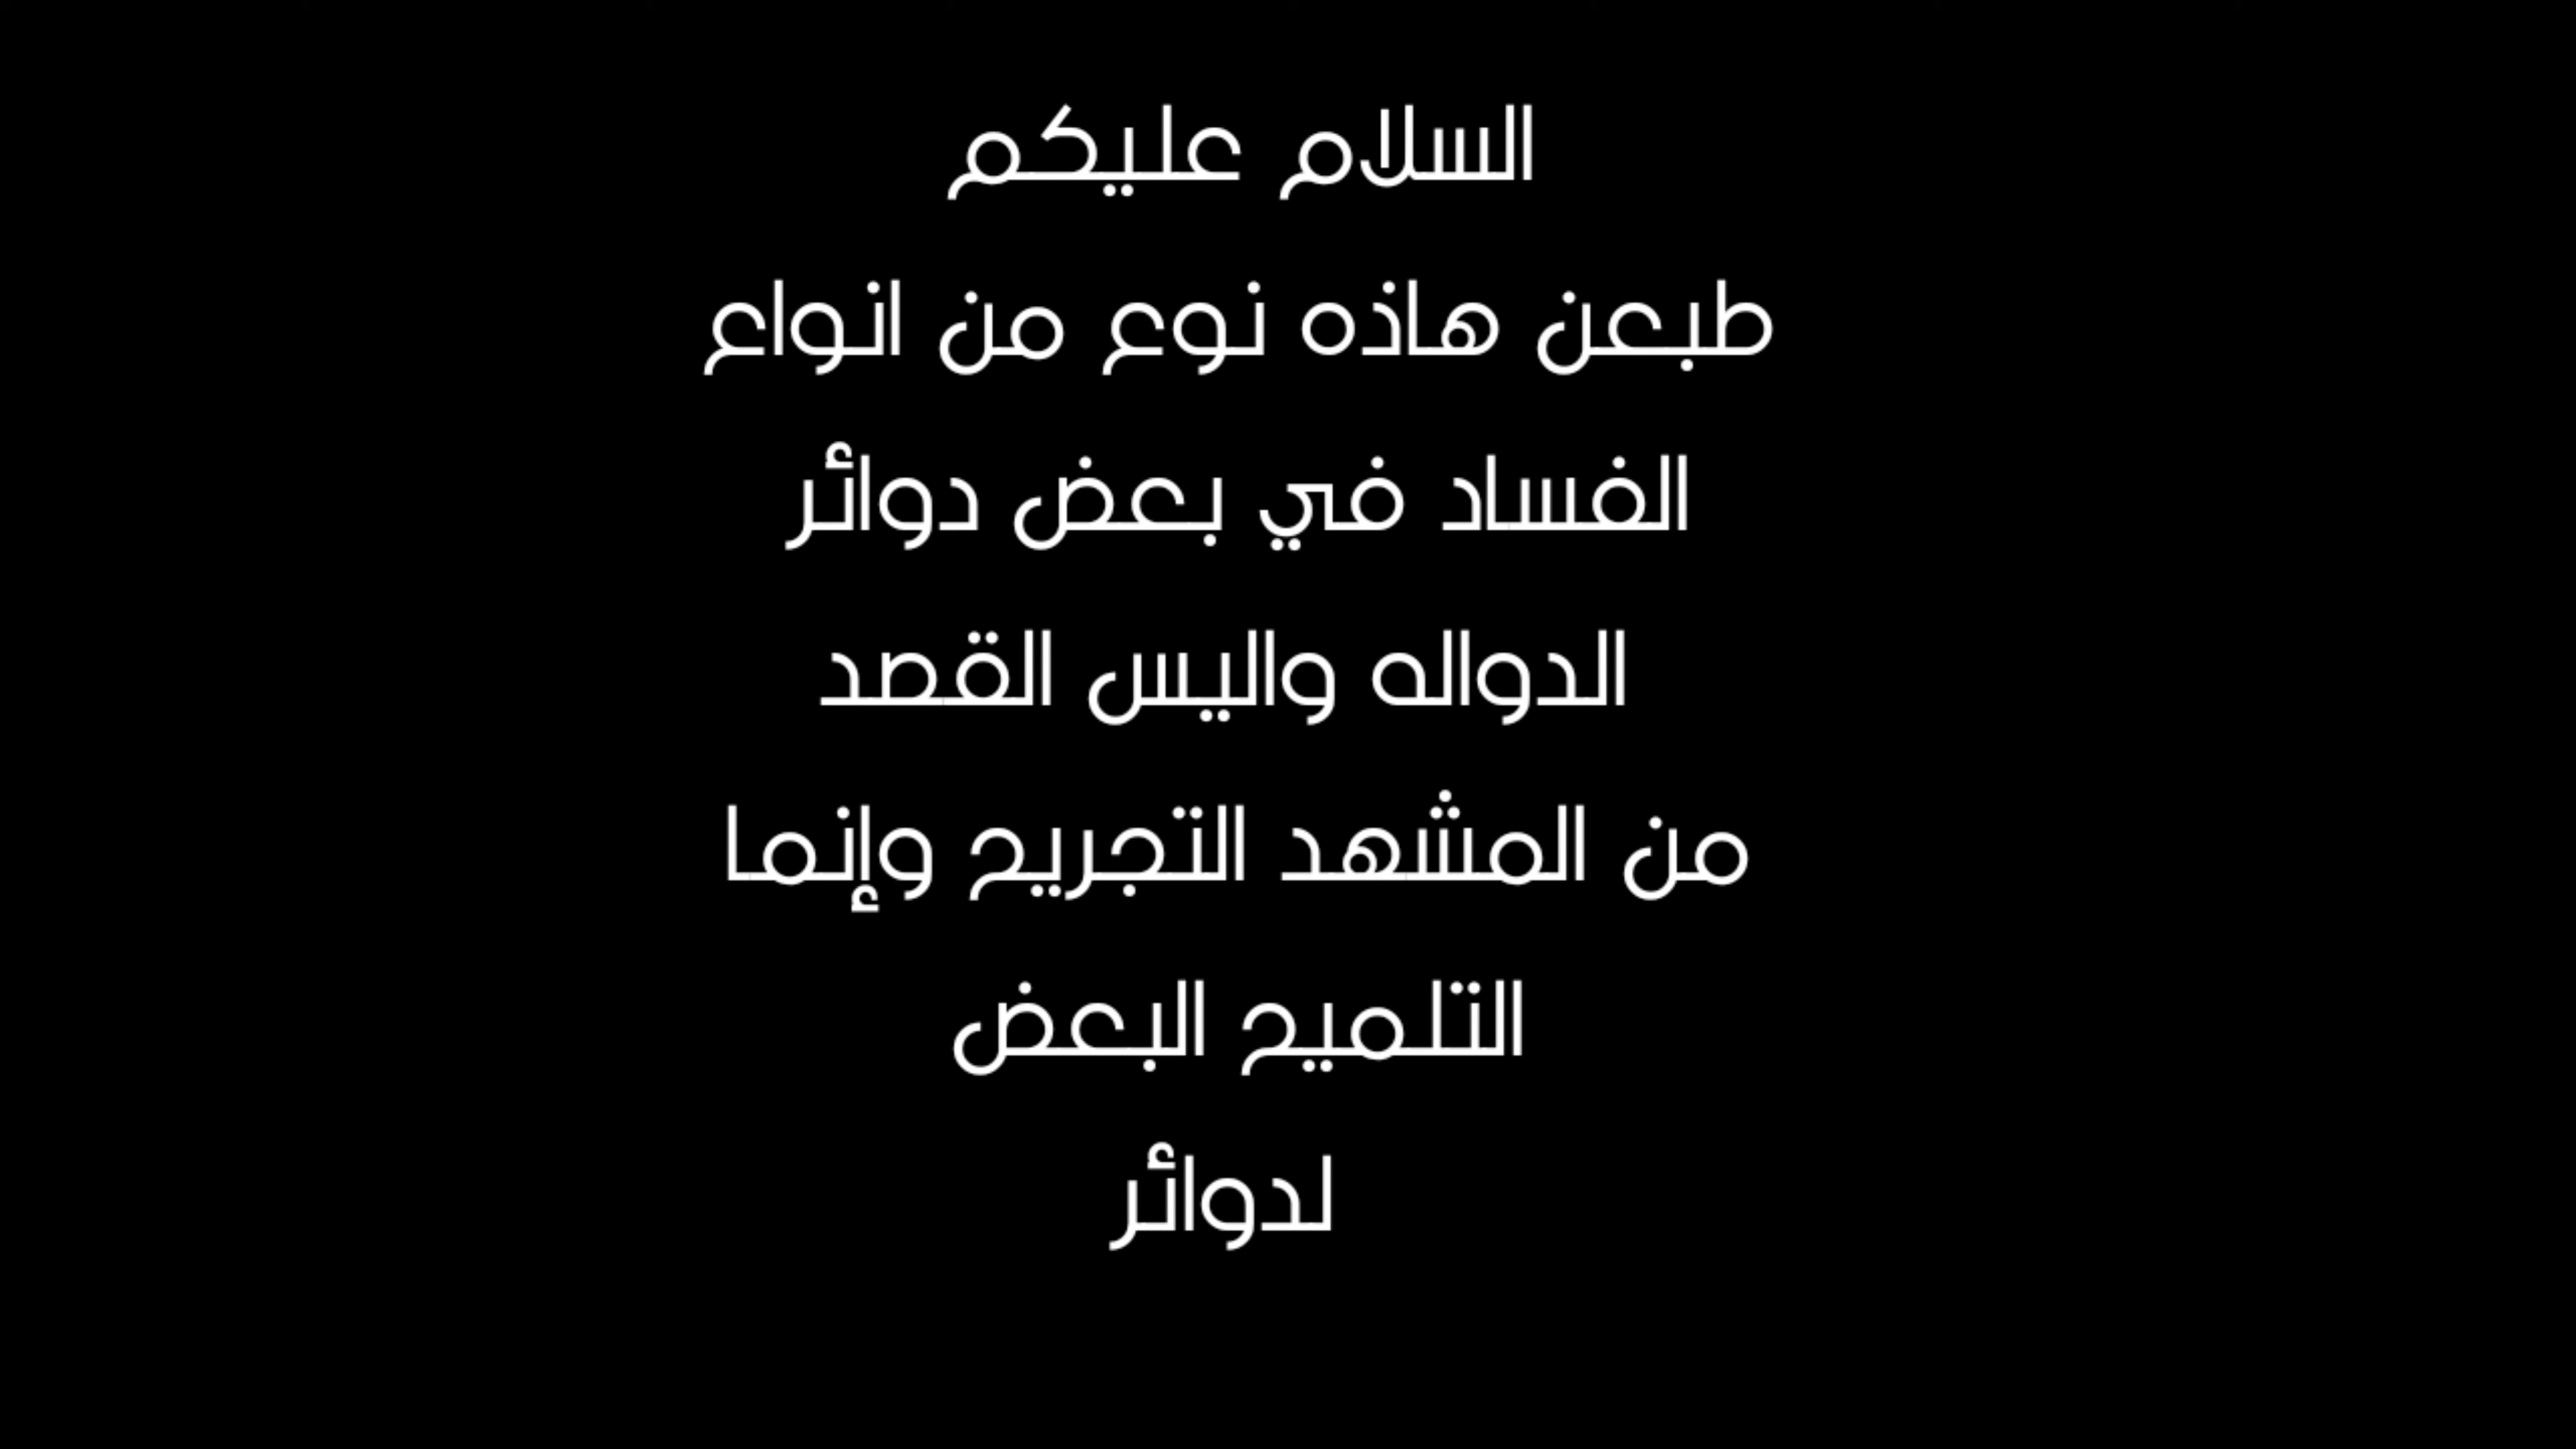 السلام عليكم
طبعن هاذه نوع من انواع
الفساد في بعض دوائر
الدواله واليس القصد
من المشهد التجريح وإنما
التلميح البعض
لدوائر